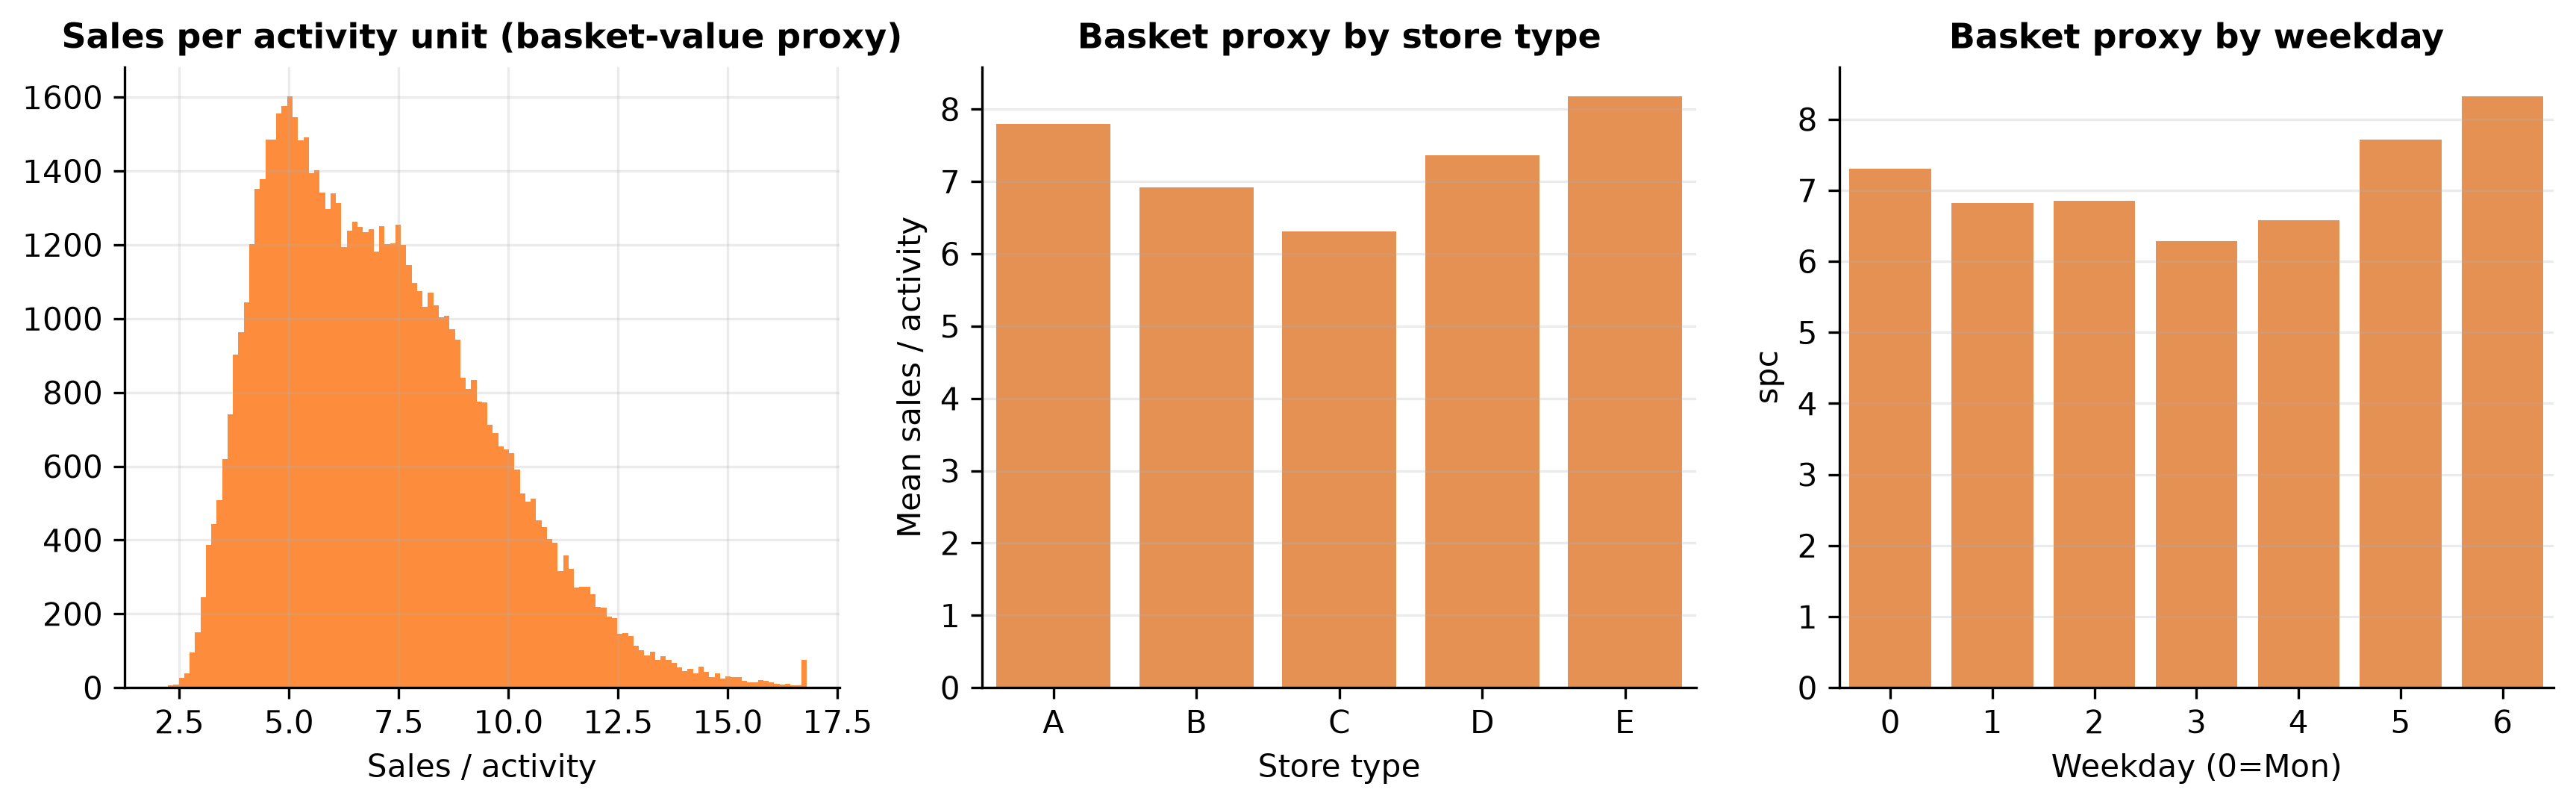 Sales per activity unit (basket-value proxy)
1600
1400
1200
1000
800
600
400
200
0
2.5 5.0 7.5 10.0 12.5 15.0 17.5
Sales / activity
Basket proxy by store type
Mean sales / activity
8
7
6
5
4
3
2
1
0
A B C D E
Store type
Basket proxy by weekday
spc
8
7
6
5
4
3
2
1
0
0 1 2 3 4 5 6
Weekday (0=Mon)